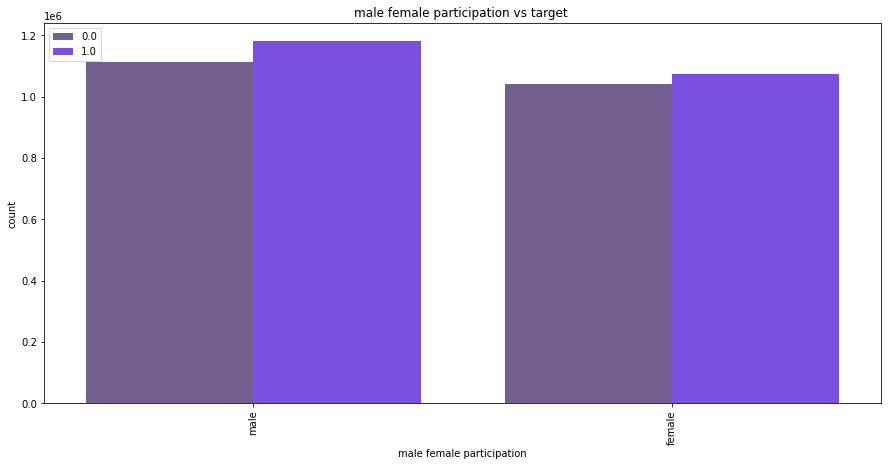 male female participation vs target
1e6
0.0
1.0
1.2
1.0
0.8
0.6
0.4
0.2
0.0
count
male
female
male female participation